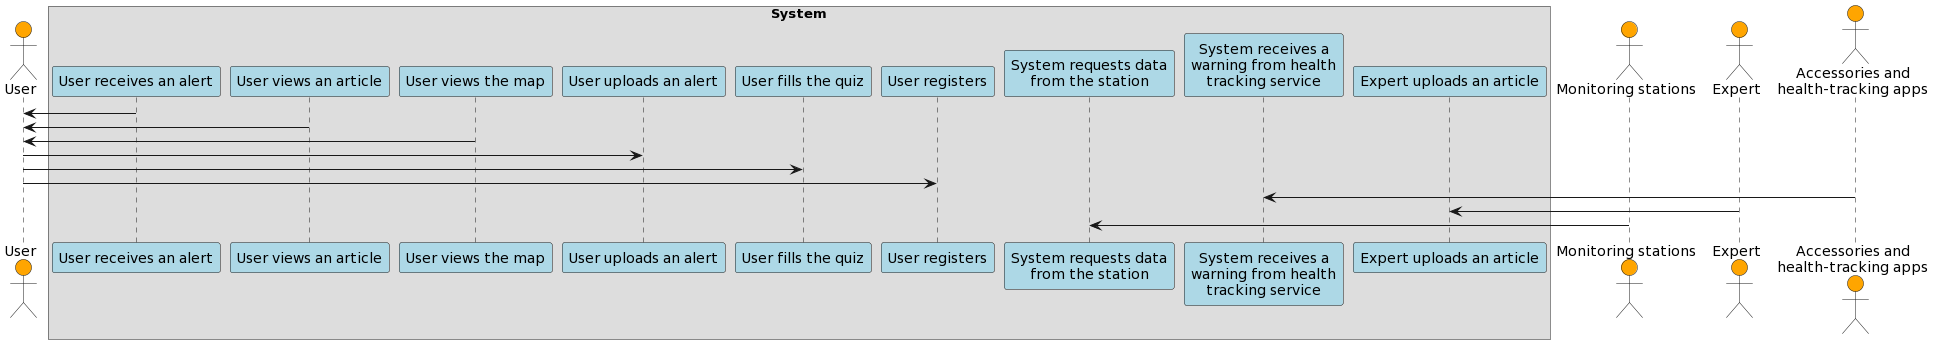 System
User
User receives an alert
User views an article
User views the map
User uploads an alert
User fills the quiz
User registers
System requests data
from the station
System receives a
warning from health
tracking service
Expert uploads an article
Monitoring stations
Expert
Accessories and
health-tracking apps
User
User receives an alert
User views an article
User views the map
User uploads an alert
User fills the quiz
User registers
System requests data
from the station
System receives a
warning from health
tracking service
Expert uploads an article
Monitoring stations
Expert
Accessories and
health-tracking apps